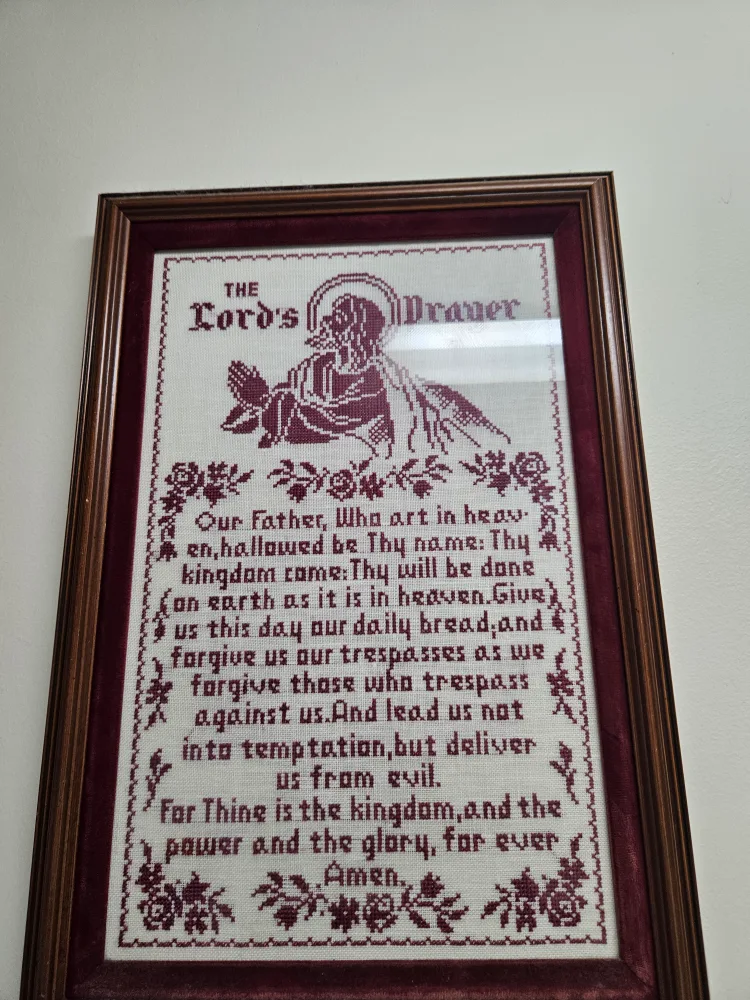 THE
Lord's Prayer
Our Father, Who art in heav-
en,hallowed be Thy name: Thy
kingdom come:Thy will be done
on earth as it is in heaven.Give
us this day our daily bread;and
forgive us our trespasses as we
forgive those who trespass
against us.And lead us not
into temptation,but deliver
us from evil.
For Thine is the kingdom,and the
power and the glory, for ever
Amen.